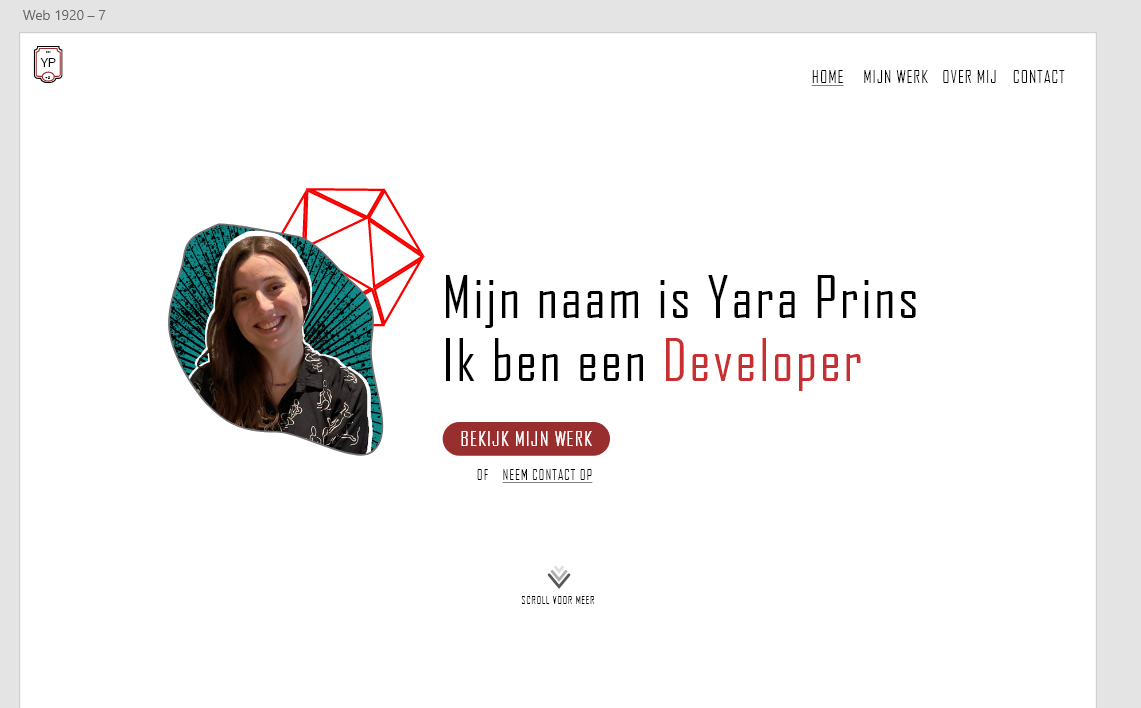 Web 1920 – 7
YP
HOME MIJN WERK OVER MIJ CONTACT
Mijn naam is Yara Prins
Ik ben een Developer
BEKIJK MIJN WERK
OF NEEM CONTACT OP
SCROLL VOOR MEER